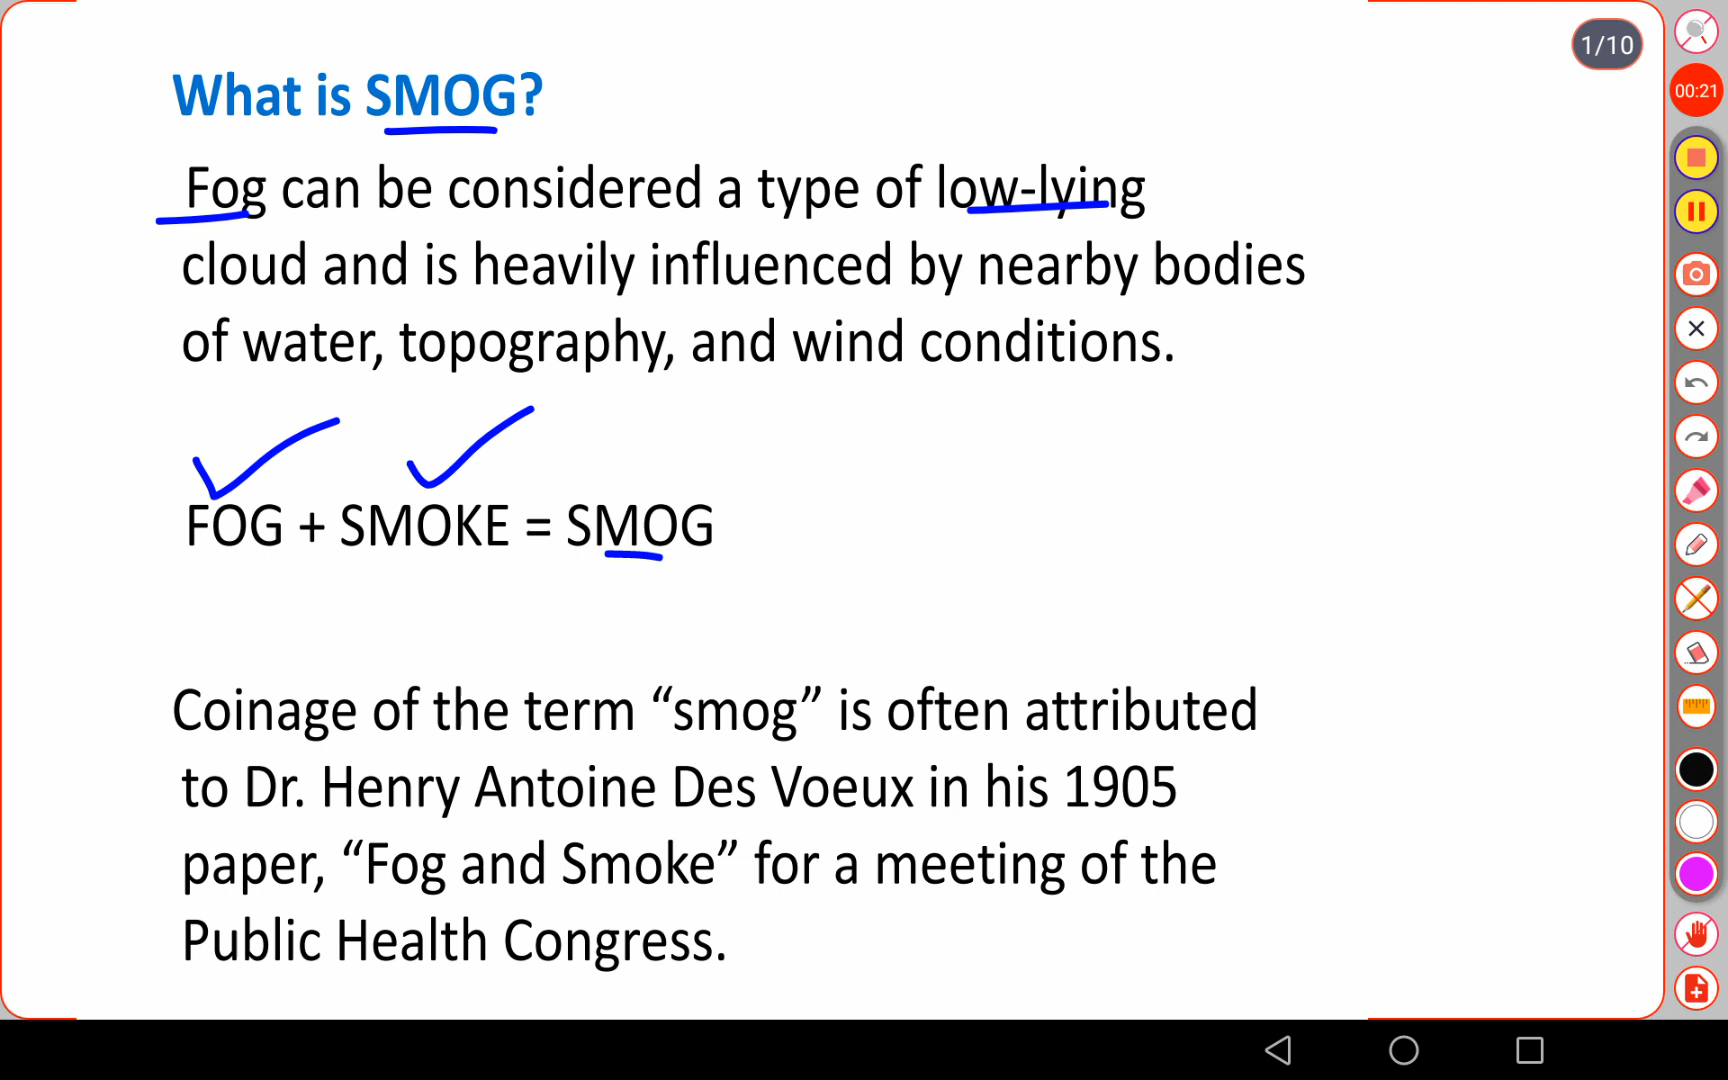 What is SMOG?
1/10
00:21
Fog can be considered a type of low-lying
cloud and is heavily influenced by nearby bodies
of water, topography, and wind conditions.
FOG + SMOKE = SMOG
Coinage of the term “smog” is often attributed
to Dr. Henry Antoine Des Voeux in his 1905
paper, “Fog and Smoke” for a meeting of the
Public Health Congress.